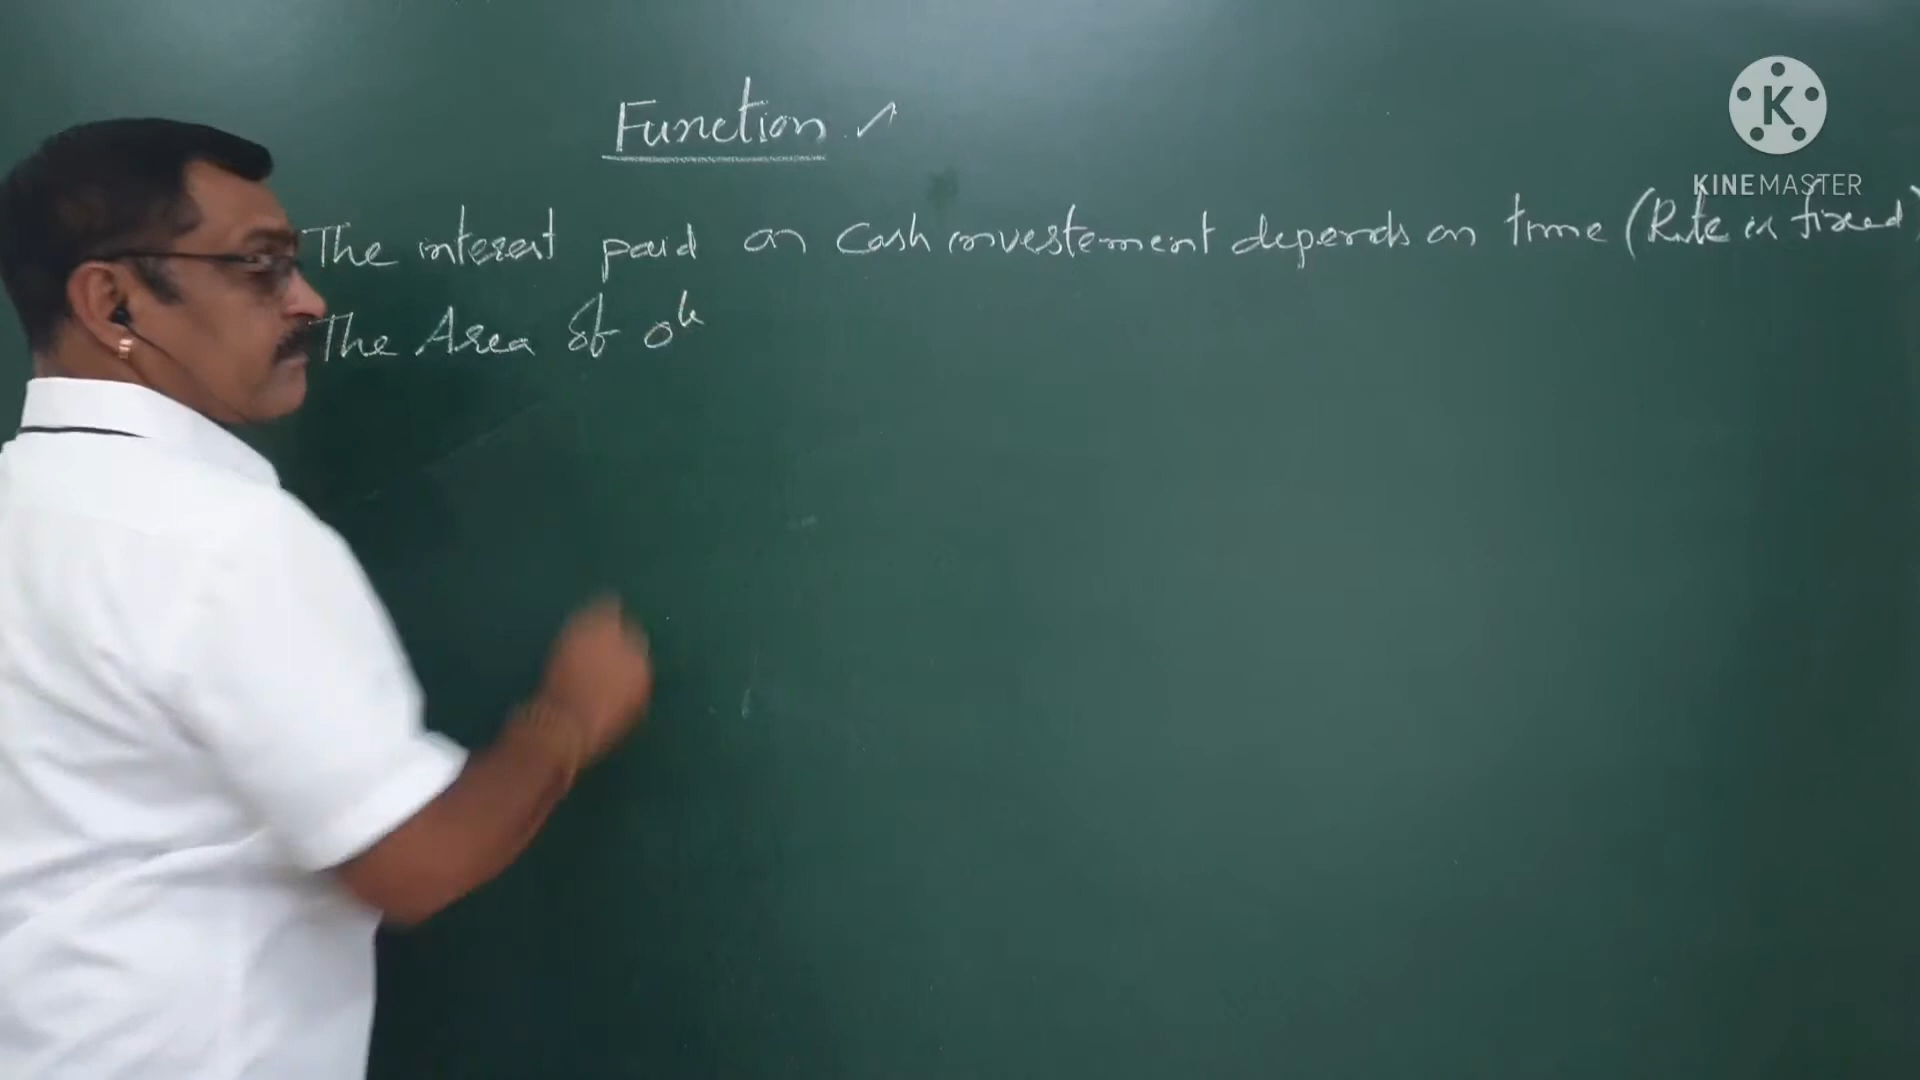 Function
K
KINEMASTER
The interest paid on cash investement depends on time (Rate is fixed)
The Area of